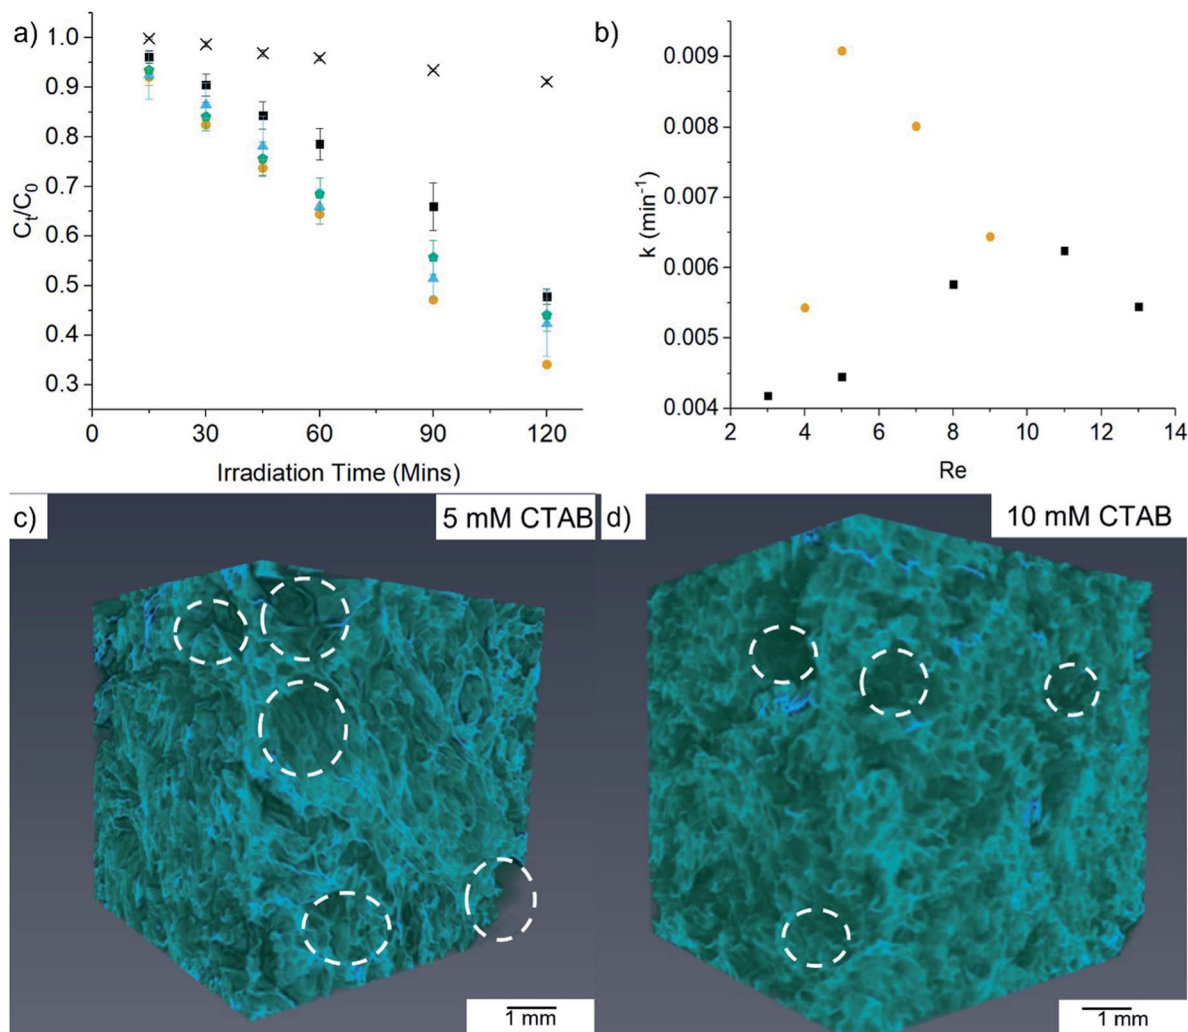 a)
1.0
0.9
0.8
0.7
0.6
0.5
0.4
0.3
Cₜ/C₀
0 30 60 90 120
Irradiation Time (Mins)
b)
0.009
0.008
0.007
0.006
0.005
0.004
k (min⁻¹)
2 4 6 8 10 12 14
Re
c)
5 mM CTAB
1 mm
d)
10 mM CTAB
1 mm